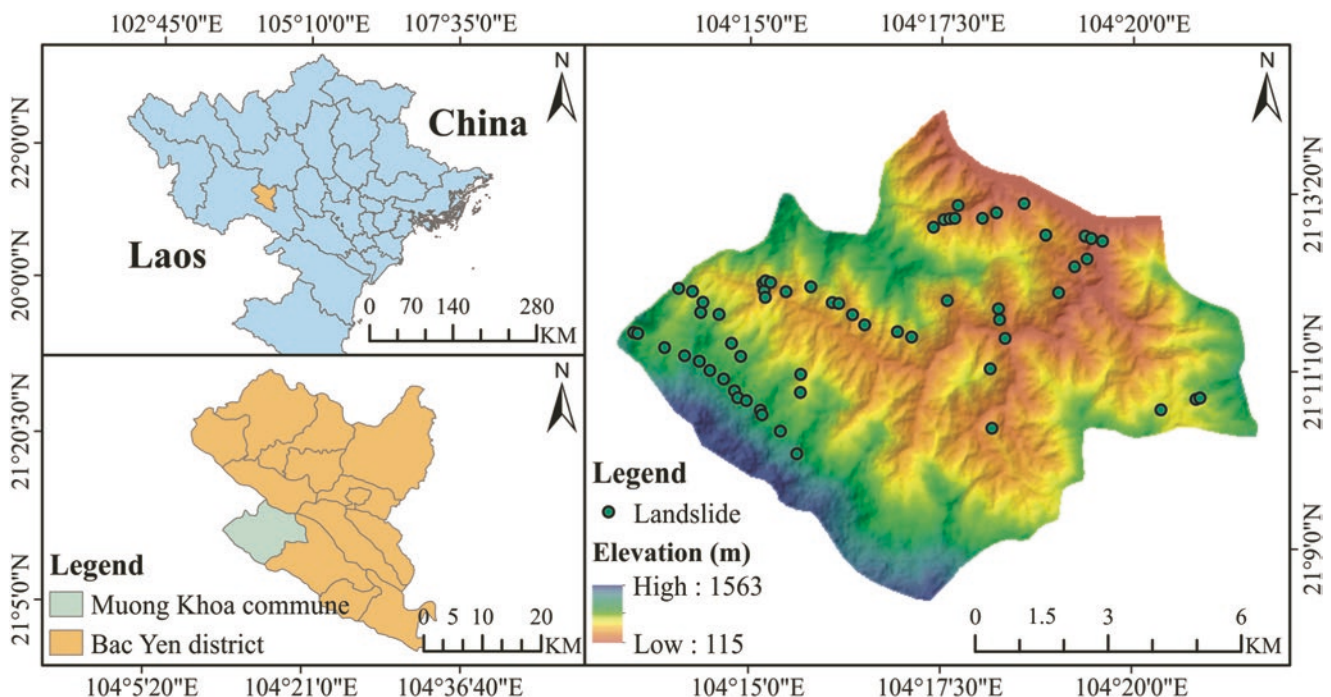 102°45'0"E 105°10'0"E 107°35'0"E
104°15'0"E 104°17'30"E 104°20'0"E
22°0'0"N
20°0'0"N
N
China
Laos
0 70 140 280
KM
21°20'30"N
21°5'0"N
N
Legend
Muong Khoa commune
Bac Yen district
0 5 10 20
KM
104°5'20"E 104°21'0"E 104°36'40"E
N
21°13'20"N
21°11'10"N
21°9'0"N
Legend
Landslide
Elevation (m)
High : 1563
Low : 115
0 1.5 3 6
KM
104°15'0"E 104°17'30"E 104°20'0"E